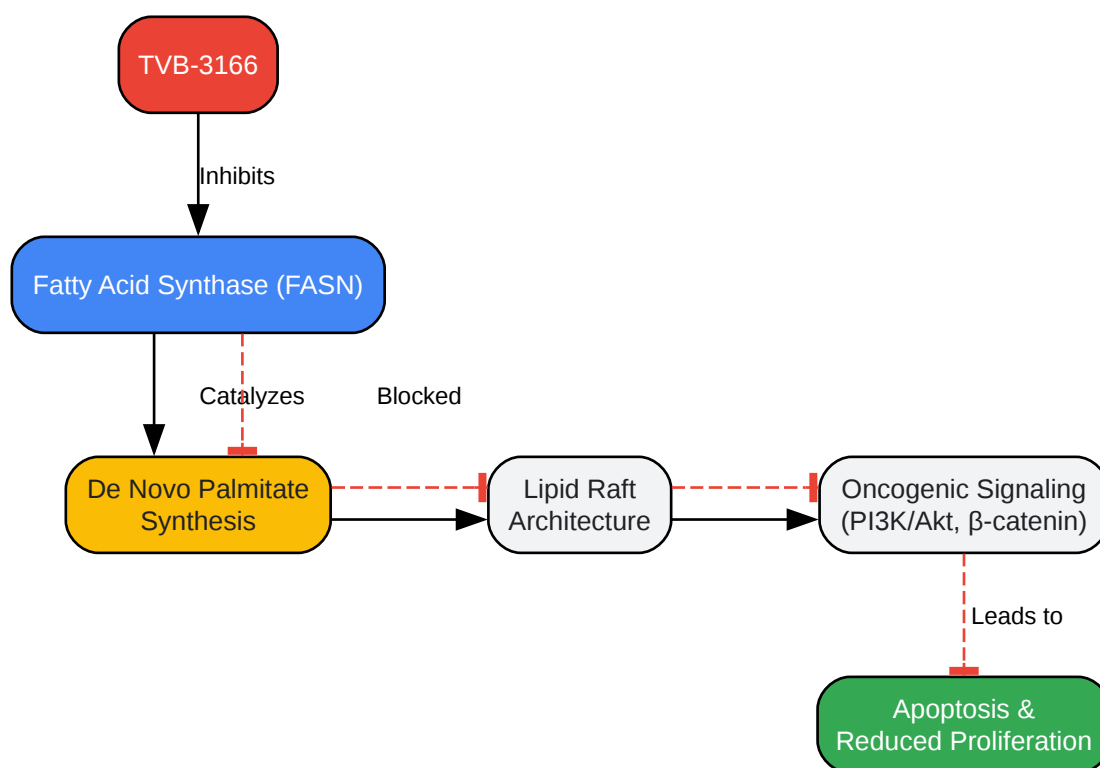 TVB-3166
Inhibits
Fatty Acid Synthase (FASN)
Catalyzes
Blocked
De Novo Palmitate
Synthesis
Lipid Raft
Architecture
Oncogenic Signaling
(PI3K/Akt, β-catenin)
Leads to
Apoptosis &
Reduced Proliferation